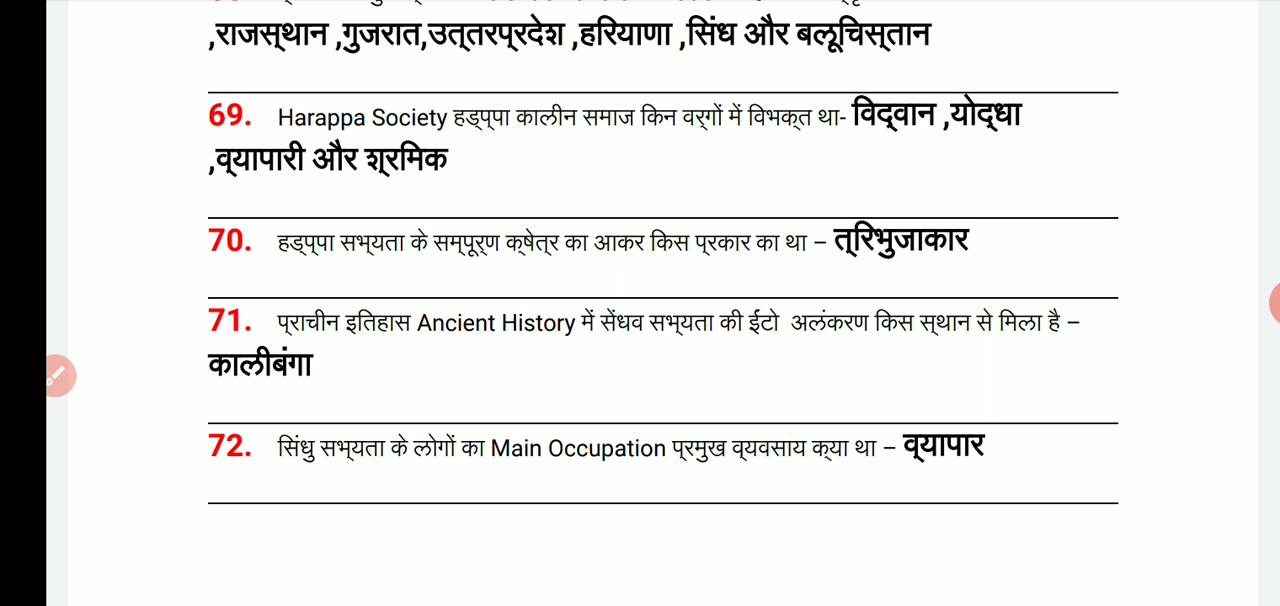 ,राजस्थान ,गुजरात,उत्तरप्रदेश ,हरियाणा ,सिंध और बलूचिस्तान
69. Harappa Society हड्प्पा कालीन समाज किन वर्गों में विभक्त था- विद्वान ,योद्धा
,व्यापारी और श्रमिक
70. हड्प्पा सभ्यता के सम्पूर्ण क्षेत्र का आकर किस प्रकार का था – त्रिभुजाकार
71. प्राचीन इतिहास Ancient History में सेंधव सभ्यता की ईंटो अलंकरण किस स्थान से मिला है –
कालीबंगा
72. सिंधु सभ्यता के लोगों का Main Occupation प्रमुख व्यवसाय क्या था – व्यापार